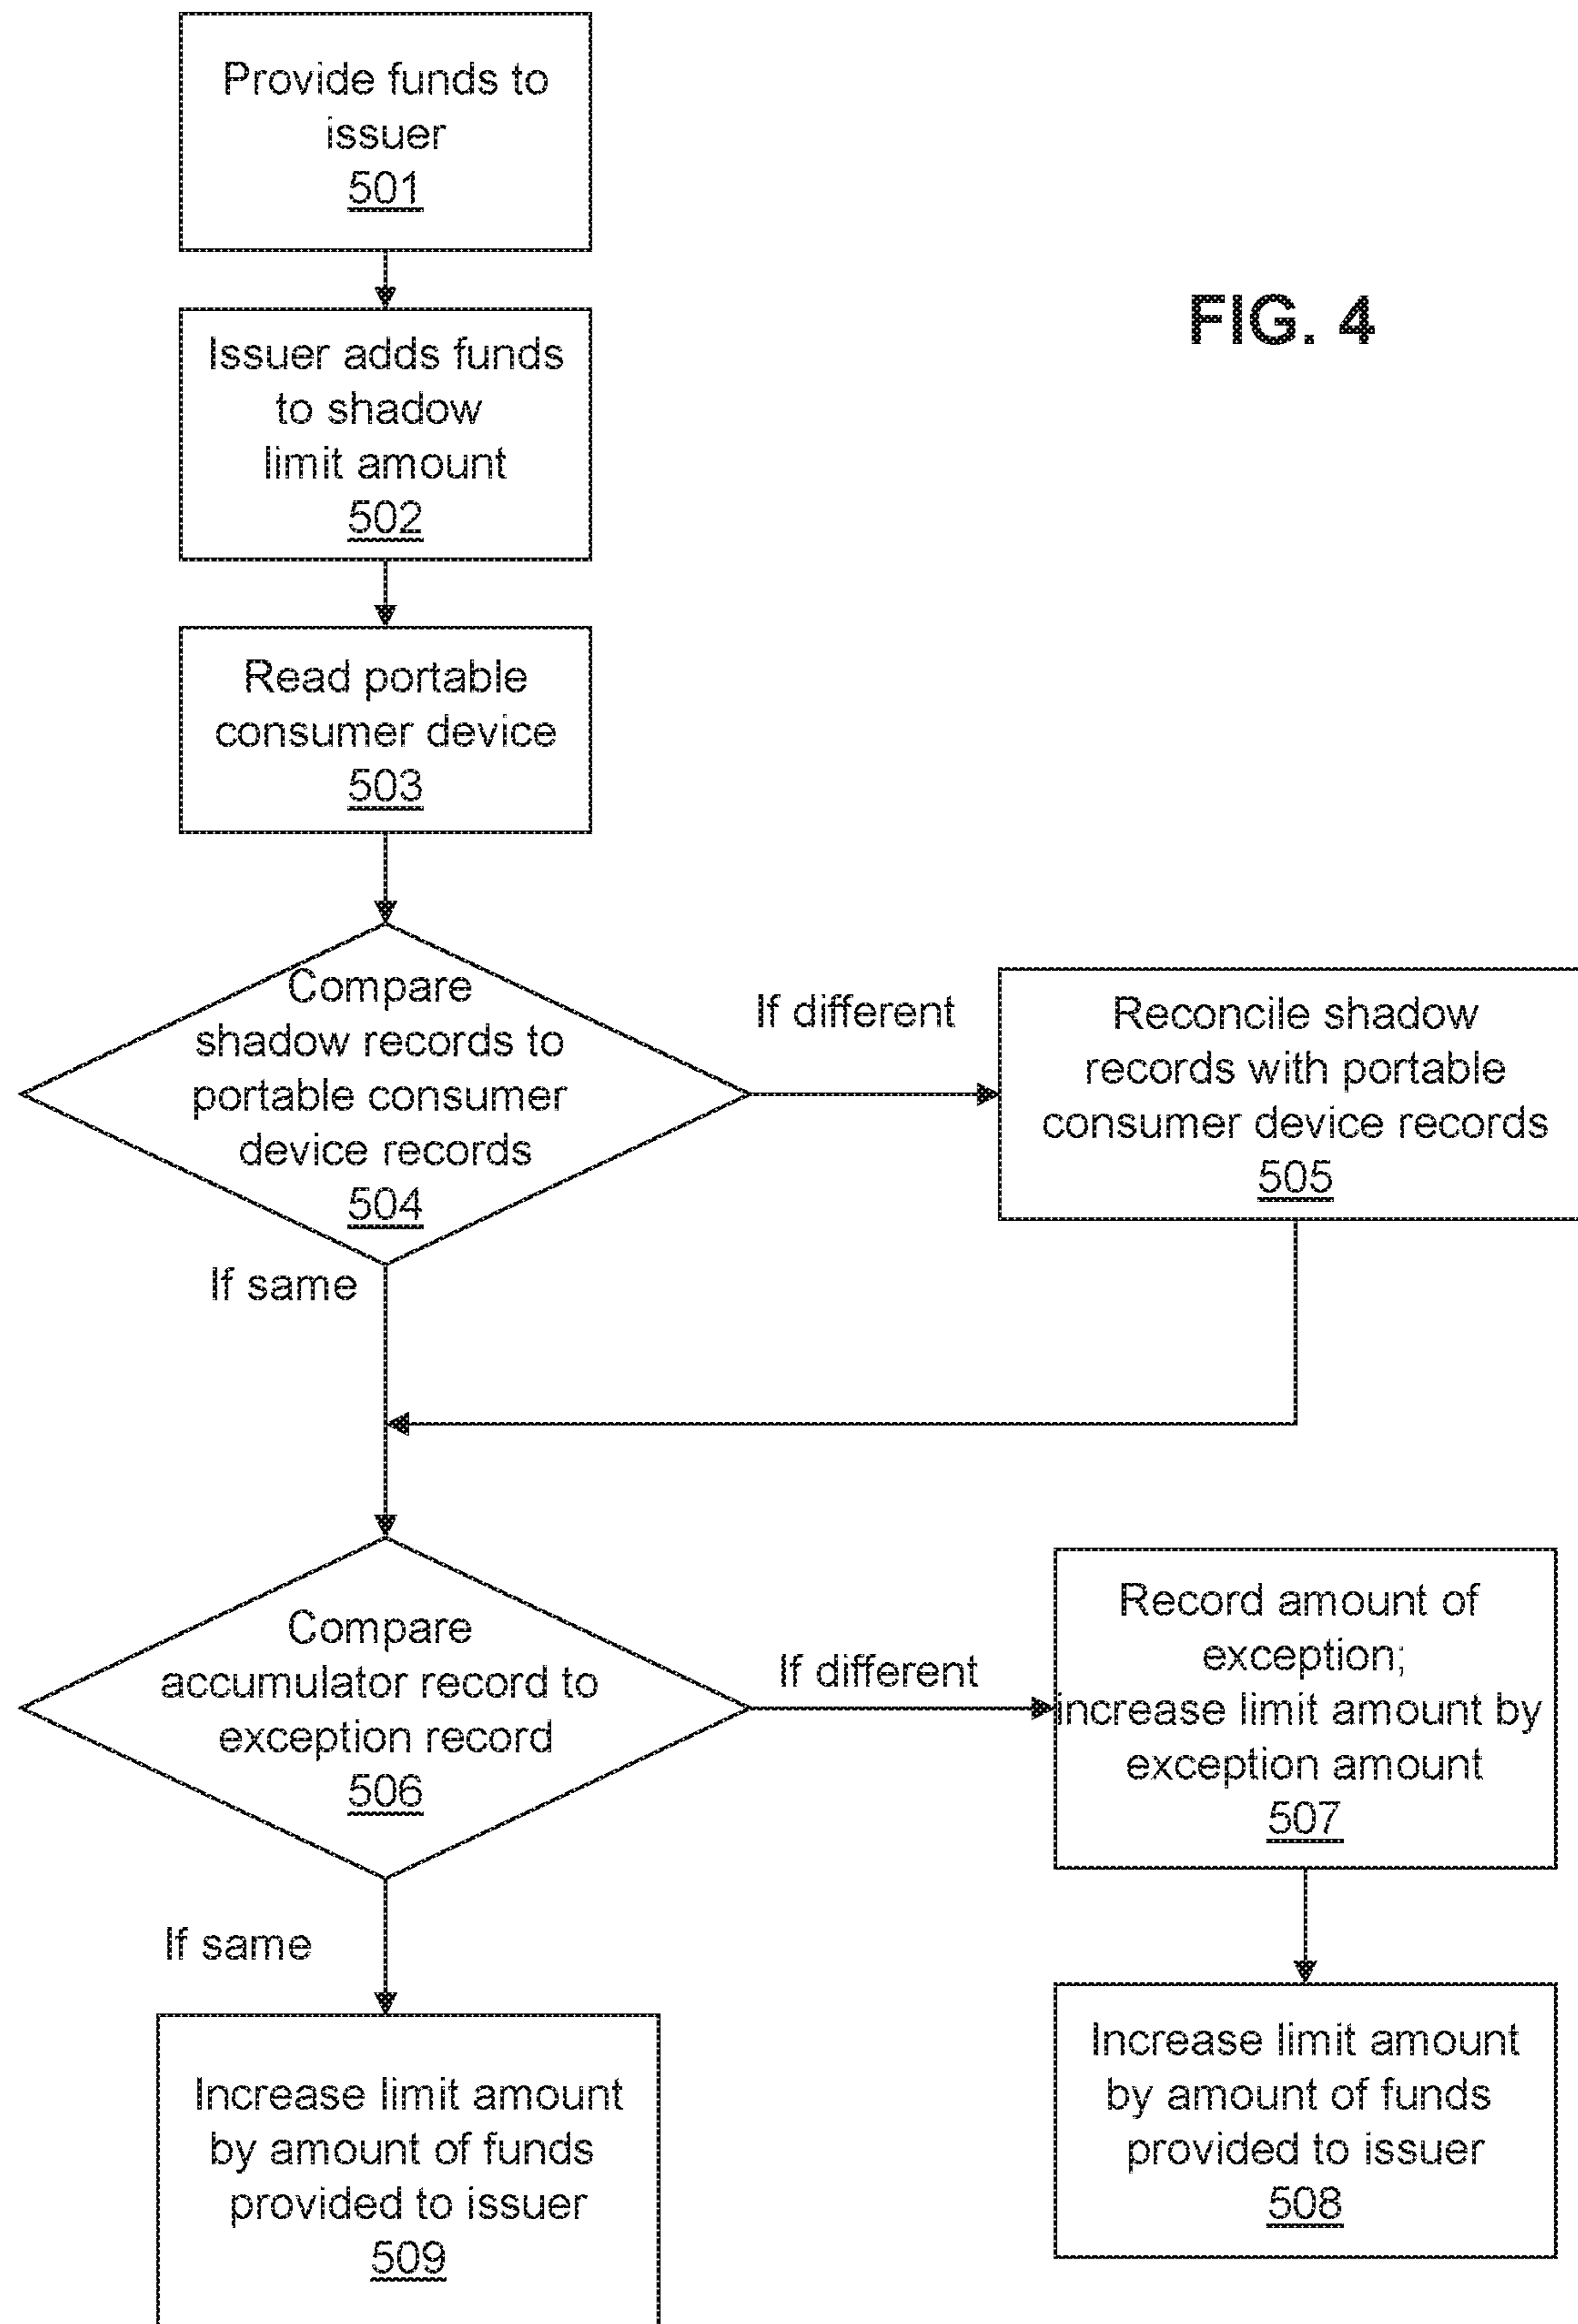 Provide funds to
issuer
501
FIG. 4
Issuer adds funds
to shadow
limit amount
502
Read portable
consumer device
503
Compare
shadow records to
portable consumer
device records
504
If different
Reconcile shadow
records with portable
consumer device records
505
If same
Compare
accumulator record to
exception record
506
If different
Record amount of
exception;
increase limit amount by
exception amount
507
If same
Increase limit amount
by amount of funds
provided to issuer
508
Increase limit amount
by amount of funds
provided to issuer
509